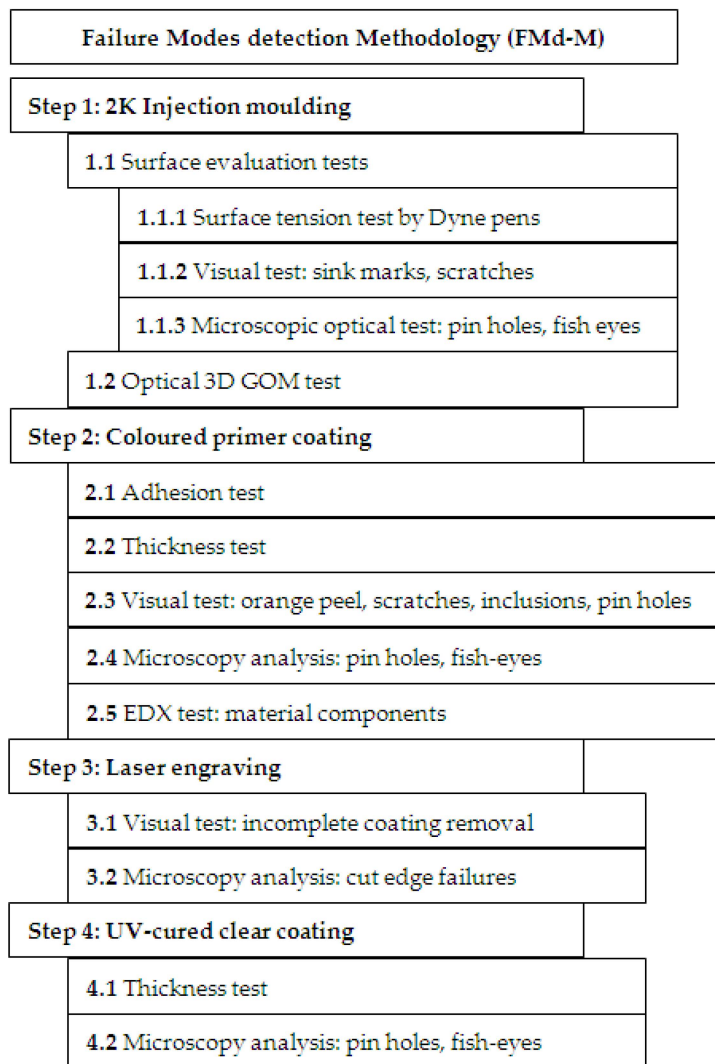 Failure Modes detection Methodology (FMd-M)
Step 1: 2K Injection moulding
1.1 Surface evaluation tests
1.1.1 Surface tension test by Dyne pens
1.1.2 Visual test: sink marks, scratches
1.1.3 Microscopic optical test: pin holes, fish eyes
1.2 Optical 3D GOM test
Step 2: Coloured primer coating
2.1 Adhesion test
2.2 Thickness test
2.3 Visual test: orange peel, scratches, inclusions, pin holes
2.4 Microscopy analysis: pin holes, fish-eyes
2.5 EDX test: material components
Step 3: Laser engraving
3.1 Visual test: incomplete coating removal
3.2 Microscopy analysis: cut edge failures
Step 4: UV-cured clear coating
4.1 Thickness test
4.2 Microscopy analysis: pin holes, fish-eyes